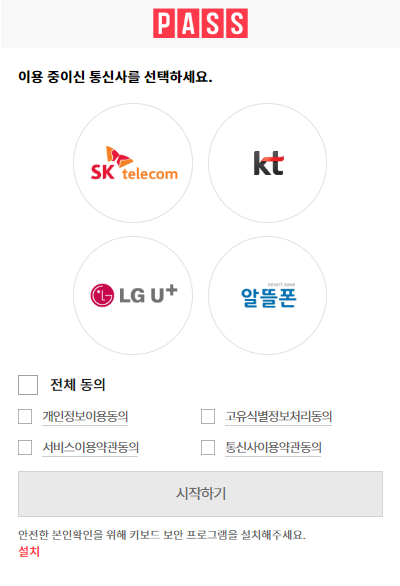 PASS
이용 중이신 통신사를 선택하세요.
SK telecom
kt
LG U+
smart save
알뜰폰
전체 동의
개인정보이용동의
고유식별정보처리동의
서비스이용약관동의
통신사이용약관동의
시작하기
안전한 본인확인을 위해 키보드 보안 프로그램을 설치해주세요.
설치